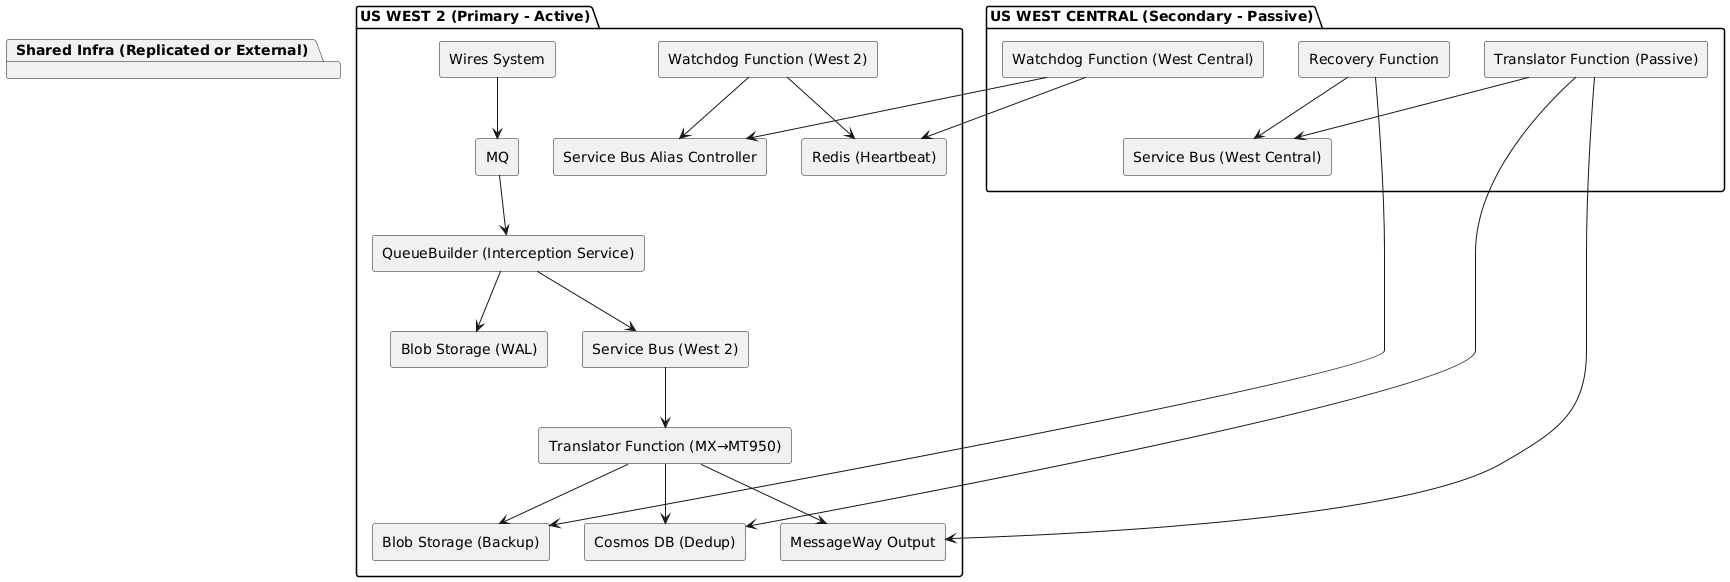 US WEST 2 (Primary - Active)
US WEST CENTRAL (Secondary - Passive)
Shared Infra (Replicated or External)
Wires System
Watchdog Function (West 2)
Watchdog Function (West Central)
Recovery Function
Translator Function (Passive)
MQ
Service Bus Alias Controller
Redis (Heartbeat)
Service Bus (West Central)
QueueBuilder (Interception Service)
Blob Storage (WAL)
Service Bus (West 2)
Translator Function (MX→MT950)
Blob Storage (Backup)
Cosmos DB (Dedup)
MessageWay Output